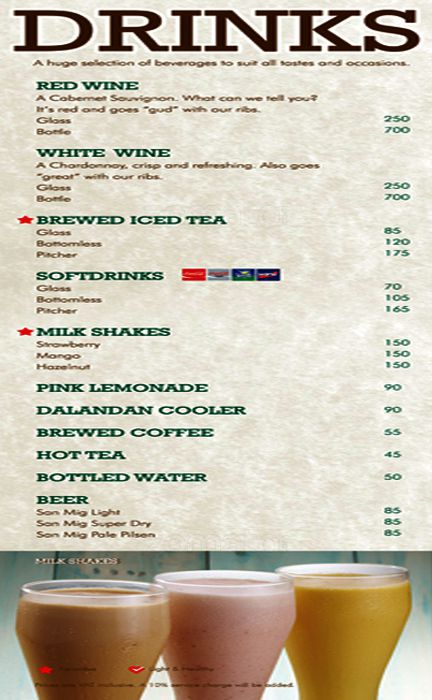 DRINKS
A huge selection of beverages to suit all tastes and occasions.
RED WINE
A Cabernet Sauvignon. What can we tell you?
It's red and goes "gud" with our ribs.
Glass 250
Bottle 700
WHITE WINE
A Chardonnay, crisp and refreshing. Also goes
"great" with our ribs.
Glass 250
Bottle 700
BREWED ICED TEA
Glass 85
Bottomless 120
Pitcher 175
SOFTDRINKS
Glass 70
Bottomless 105
Pitcher 165
MILK SHAKES
Strawberry 150
Mango 150
Hazelnut 150
PINK LEMONADE 90
DALANDAN COOLER 90
BREWED COFFEE 55
HOT TEA 45
BOTTLED WATER 50
BEER
San Mig Light 85
San Mig Super Dry 85
San Mig Pale Pilsen 85
MILK SHAKES
Light & Healthy
Prices are VAT inclusive. A 10% service charge will be added.